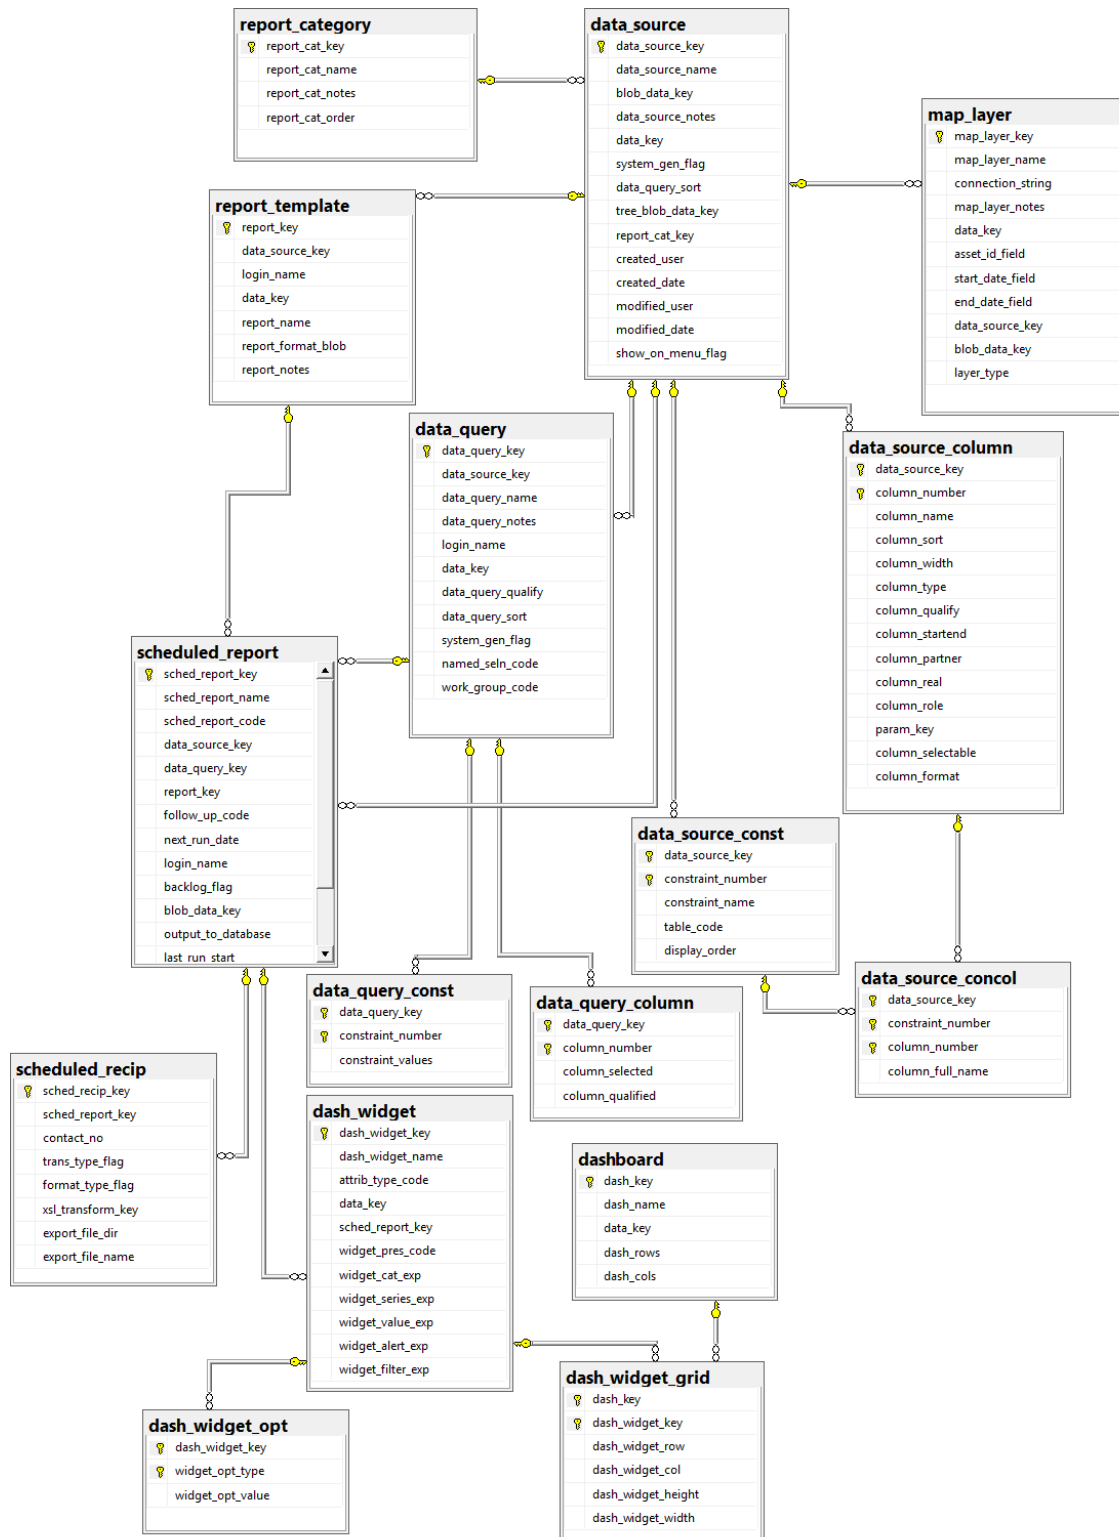 report_category
report_cat_key
report_cat_name
report_cat_notes
report_cat_order
data_source
data_source_key
data_source_name
blob_data_key
data_source_notes
data_key
system_gen_flag
data_query_sort
tree_blob_data_key
report_cat_key
created_user
created_date
modified_user
modified_date
show_on_menu_flag
map_layer
map_layer_key
map_layer_name
connection_string
map_layer_notes
data_key
asset_id_field
start_date_field
end_date_field
data_source_key
blob_data_key
layer_type
report_template
report_key
data_source_key
login_name
data_key
report_name
report_format_blob
report_notes
data_query
data_query_key
data_source_key
data_query_name
data_query_notes
login_name
data_key
data_query_qualify
data_query_sort
system_gen_flag
named_seln_code
work_group_code
data_source_column
data_source_key
column_number
column_name
column_sort
column_width
column_type
column_qualify
column_startend
column_partner
column_real
column_role
param_key
column_selectable
column_format
scheduled_report
sched_report_key
sched_report_name
sched_report_code
data_source_key
data_query_key
report_key
follow_up_code
next_run_date
login_name
backlog_flag
blob_data_key
output_to_database
last_run_start
data_source_const
data_source_key
constraint_number
constraint_name
table_code
display_order
data_source_concol
data_source_key
constraint_number
column_number
column_full_name
data_query_const
data_query_key
constraint_number
constraint_values
data_query_column
data_query_key
column_number
column_selected
column_qualified
scheduled_recip
sched_recip_key
sched_report_key
contact_no
trans_type_flag
format_type_flag
xsl_transform_key
export_file_dir
export_file_name
dash_widget
dash_widget_key
dash_widget_name
attrib_type_code
data_key
sched_report_key
widget_pres_code
widget_cat_exp
widget_series_exp
widget_value_exp
widget_alert_exp
widget_filter_exp
dashboard
dash_key
dash_name
data_key
dash_rows
dash_cols
dash_widget_grid
dash_key
dash_widget_key
dash_widget_row
dash_widget_col
dash_widget_height
dash_widget_width
dash_widget_opt
dash_widget_key
widget_opt_type
widget_opt_value